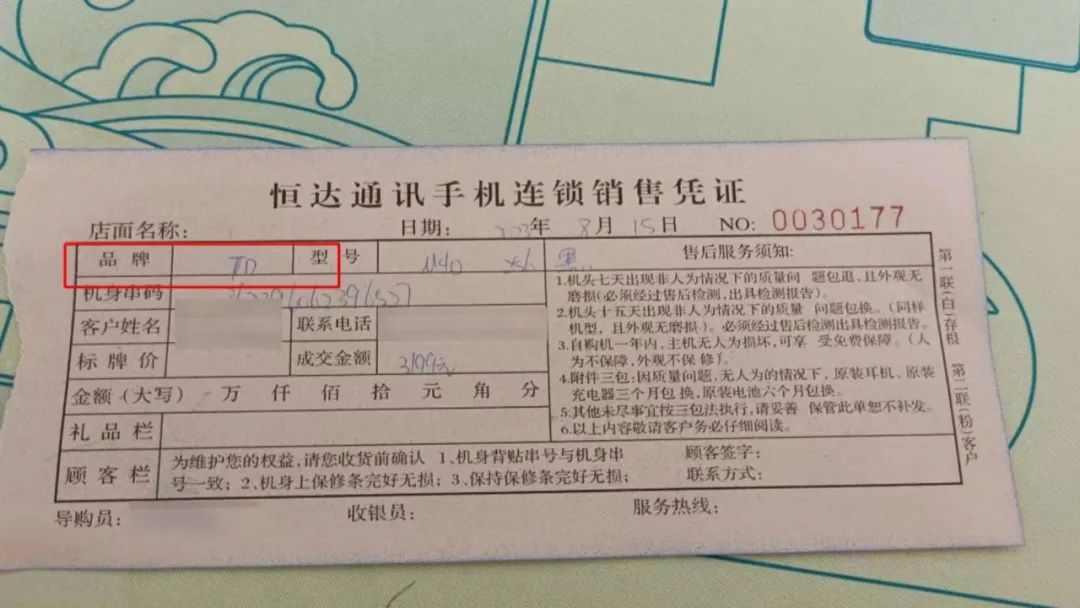 恒达通讯手机连锁销售凭证
店面名称: 日期: 2023年 8月 15日 NO: 0030177
品牌 TD 型号 M40
机身串码
客户姓名 联系电话
标牌价 成交金额 3199元
金额(大写) 万 仟 佰 拾 元 角 分
礼品栏
顾客栏 为维护您的权益,请您收货前确认 1、机身背贴串号与机身串
号一致; 2、机身上保修条完好无损; 3、保持保修条完好无损;
售后服务须知:
1.机头七天出现非人为情况下的质量问 题包退,且外观无
磨损(必须经过售后检测,出具检测报告)。
2.机头十五天出现非人为情况下的质量 问题包换。(同样
机型,且外观无磨损。)必须经过售后检测出具检测报告。
3.自购机一年内,主机无人为损坏,可享 受免费保障。(人
为不保障,外观不保 修)。
4.附件三包:因质量问题,无人为的情况下,原装耳机、原装
充电器三个月包 换,原装电池六个月包换。
5.其他未尽事宜按三包法执行,请妥善 保管此单恕不补发。
6.以上内容敬请客户务必仔细阅读。
顾客签字:
联系方式:
第一联(白)存根
第二联(粉)客户
导购员: 收银员: 服务热线: